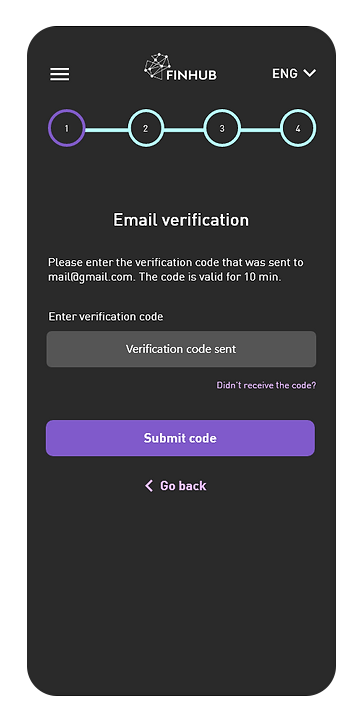 FINHUB
ENG
1
2
3
4
Email verification
Please enter the verification code that was sent to
mail@gmail.com. The code is valid for 10 min.
Enter verification code
Verification code sent
Didn't receive the code?
Submit code
Go back